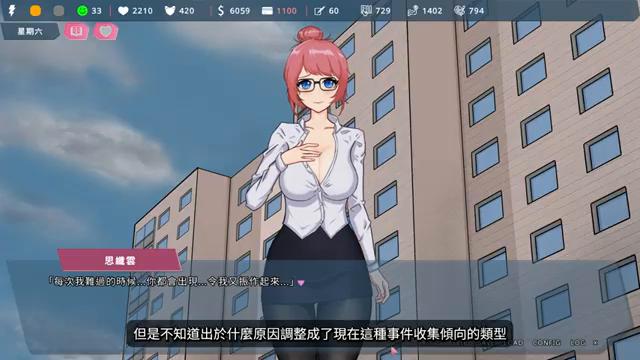 33 2210 420 $ 6059 1100 60 729 1402 794
星期六
思纖雲
「每次我難過的時候...你都會出現...令我又振作起來...」
但是不知道出於什麼原因調整成了現在這種事件收集傾向的類型
CONFIG LOG ×